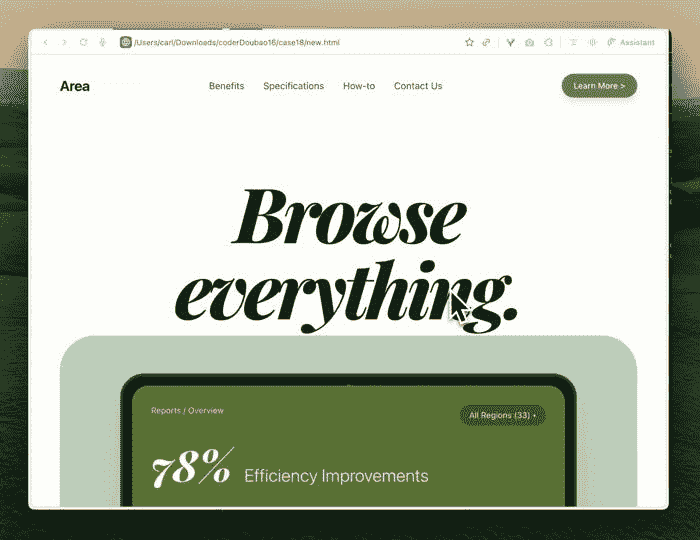 /Users/carl/Downloads/coderDoubao16/case18/new.html
Assistant
Area
Benefits
Specifications
How-to
Contact Us
Learn More >
Browse
everything.
Reports / Overview
All Regions (33) •
78%
Efficiency Improvements